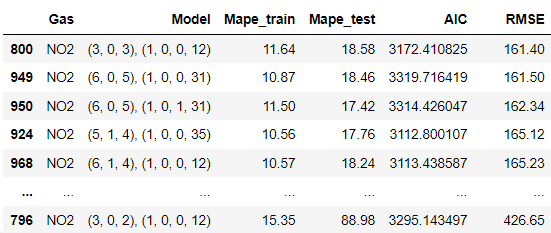 Gas Model Mape_train Mape_test AIC RMSE
800 NO2 (3, 0, 3), (1, 0, 0, 12) 11.64 18.58 3172.410825 161.40
949 NO2 (6, 0, 5), (1, 0, 0, 31) 10.87 18.46 3319.716419 161.50
950 NO2 (6, 0, 5), (1, 0, 1, 31) 11.50 17.42 3314.426047 162.34
924 NO2 (5, 1, 4), (1, 0, 0, 35) 10.56 17.76 3112.800107 165.12
968 NO2 (6, 1, 4), (1, 0, 0, 12) 10.57 18.24 3113.438587 165.23
... ... ... ... ... ... ...
796 NO2 (3, 0, 2), (1, 0, 0, 12) 15.35 88.98 3295.143497 426.65